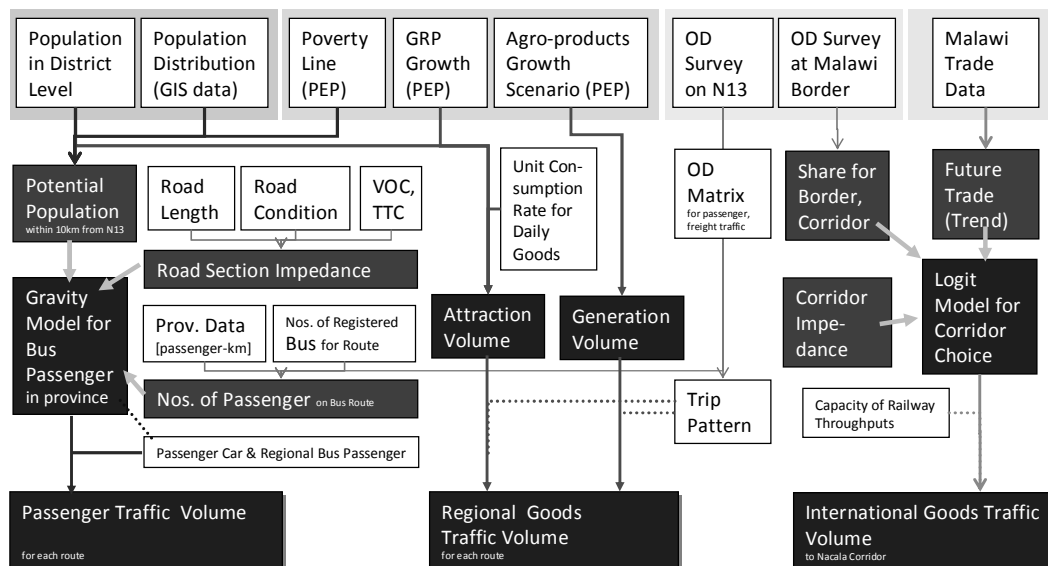 Population
in District
Level
Population
Distribution
(GIS data)
Poverty
Line
(PEP)
GRP
Growth
(PEP)
Agro-products
Growth
Scenario (PEP)
OD
Survey
on N13
OD Survey
at Malawi
Border
Malawi
Trade
Data
Potential
Population
within 10km from N13
Road
Length
Road
Condition
VOC,
TTC
Unit Con-
sumption
Rate for
Daily
Goods
OD
Matrix
for passenger,
freight traffic
Share for
Border,
Corridor
Future
Trade
(Trend)
Road Section Impedance
Gravity
Model for
Bus
Passenger
in province
Prov. Data
[passenger-km]
Nos. of Registered
Bus for Route
Attraction
Volume
Generation
Volume
Corridor
Impe-
dance
Logit
Model for
Corridor
Choice
Nos. of Passenger on Bus Route
Trip
Pattern
Capacity of Railway
Throughputs
Passenger Car & Regional Bus Passenger
Passenger Traffic Volume
for each route
Regional Goods
Traffic Volume
for each route
International Goods Traffic
Volume
to Nacala Corridor